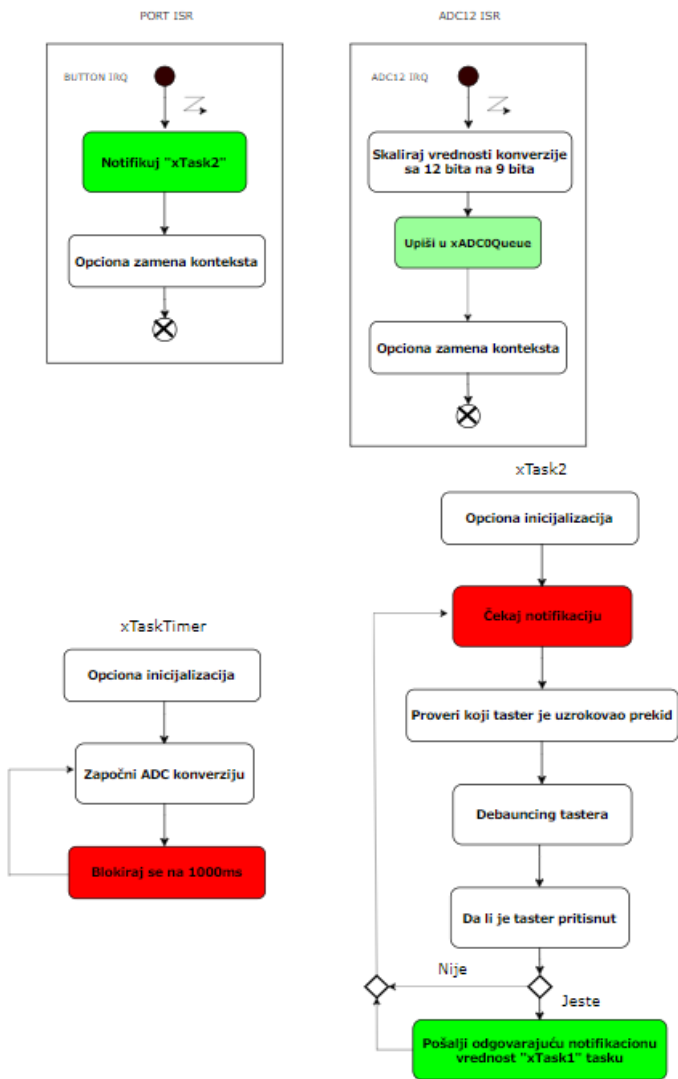 PORT ISR
BUTTON IRQ
Notifikuj "xTask2"
Opciona zamena konteksta
ADC12 ISR
ADC12 IRQ
Skaliraj vrednosti konverzije
sa 12 bita na 9 bita
Upiši u xADC0Queue
Opciona zamena konteksta
xTaskTimer
Opciona inicijalizacija
Započni ADC konverziju
Blokiraj se na 1000ms
xTask2
Opciona inicijalizacija
Čekaj notifikaciju
Proveri koji taster je uzrokovao prekid
Debauncing tastera
Da li je taster pritisnut
Nije
Jeste
Pošalji odgovarajuću notifikacionu
vrednost "xTask1" tasku